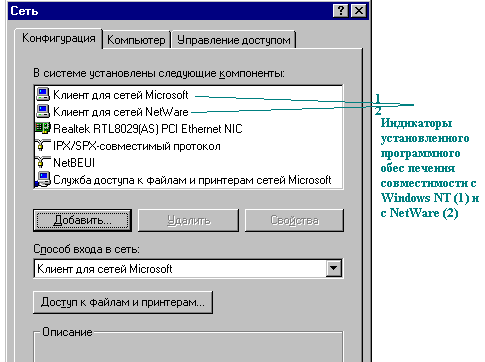 Сеть
Конфигурация Компьютер Управление доступом
В системе установлены следующие компоненты:
Клиент для сетей Microsoft
Клиент для сетей NetWare
Realtek RTL8029(AS) PCI Ethernet NIC
IPX/SPX-совместимый протокол
NetBEUI
Служба доступа к файлам и принтерам сетей Microsoft
Добавить... Удалить Свойства
Способ входа в сеть:
Клиент для сетей Microsoft
Доступ к файлам и принтерам...
Описание
1
2
Индикаторы
установленного
программного
обес печения
совместимости с
Windows NT (1) и
с NetWare (2)